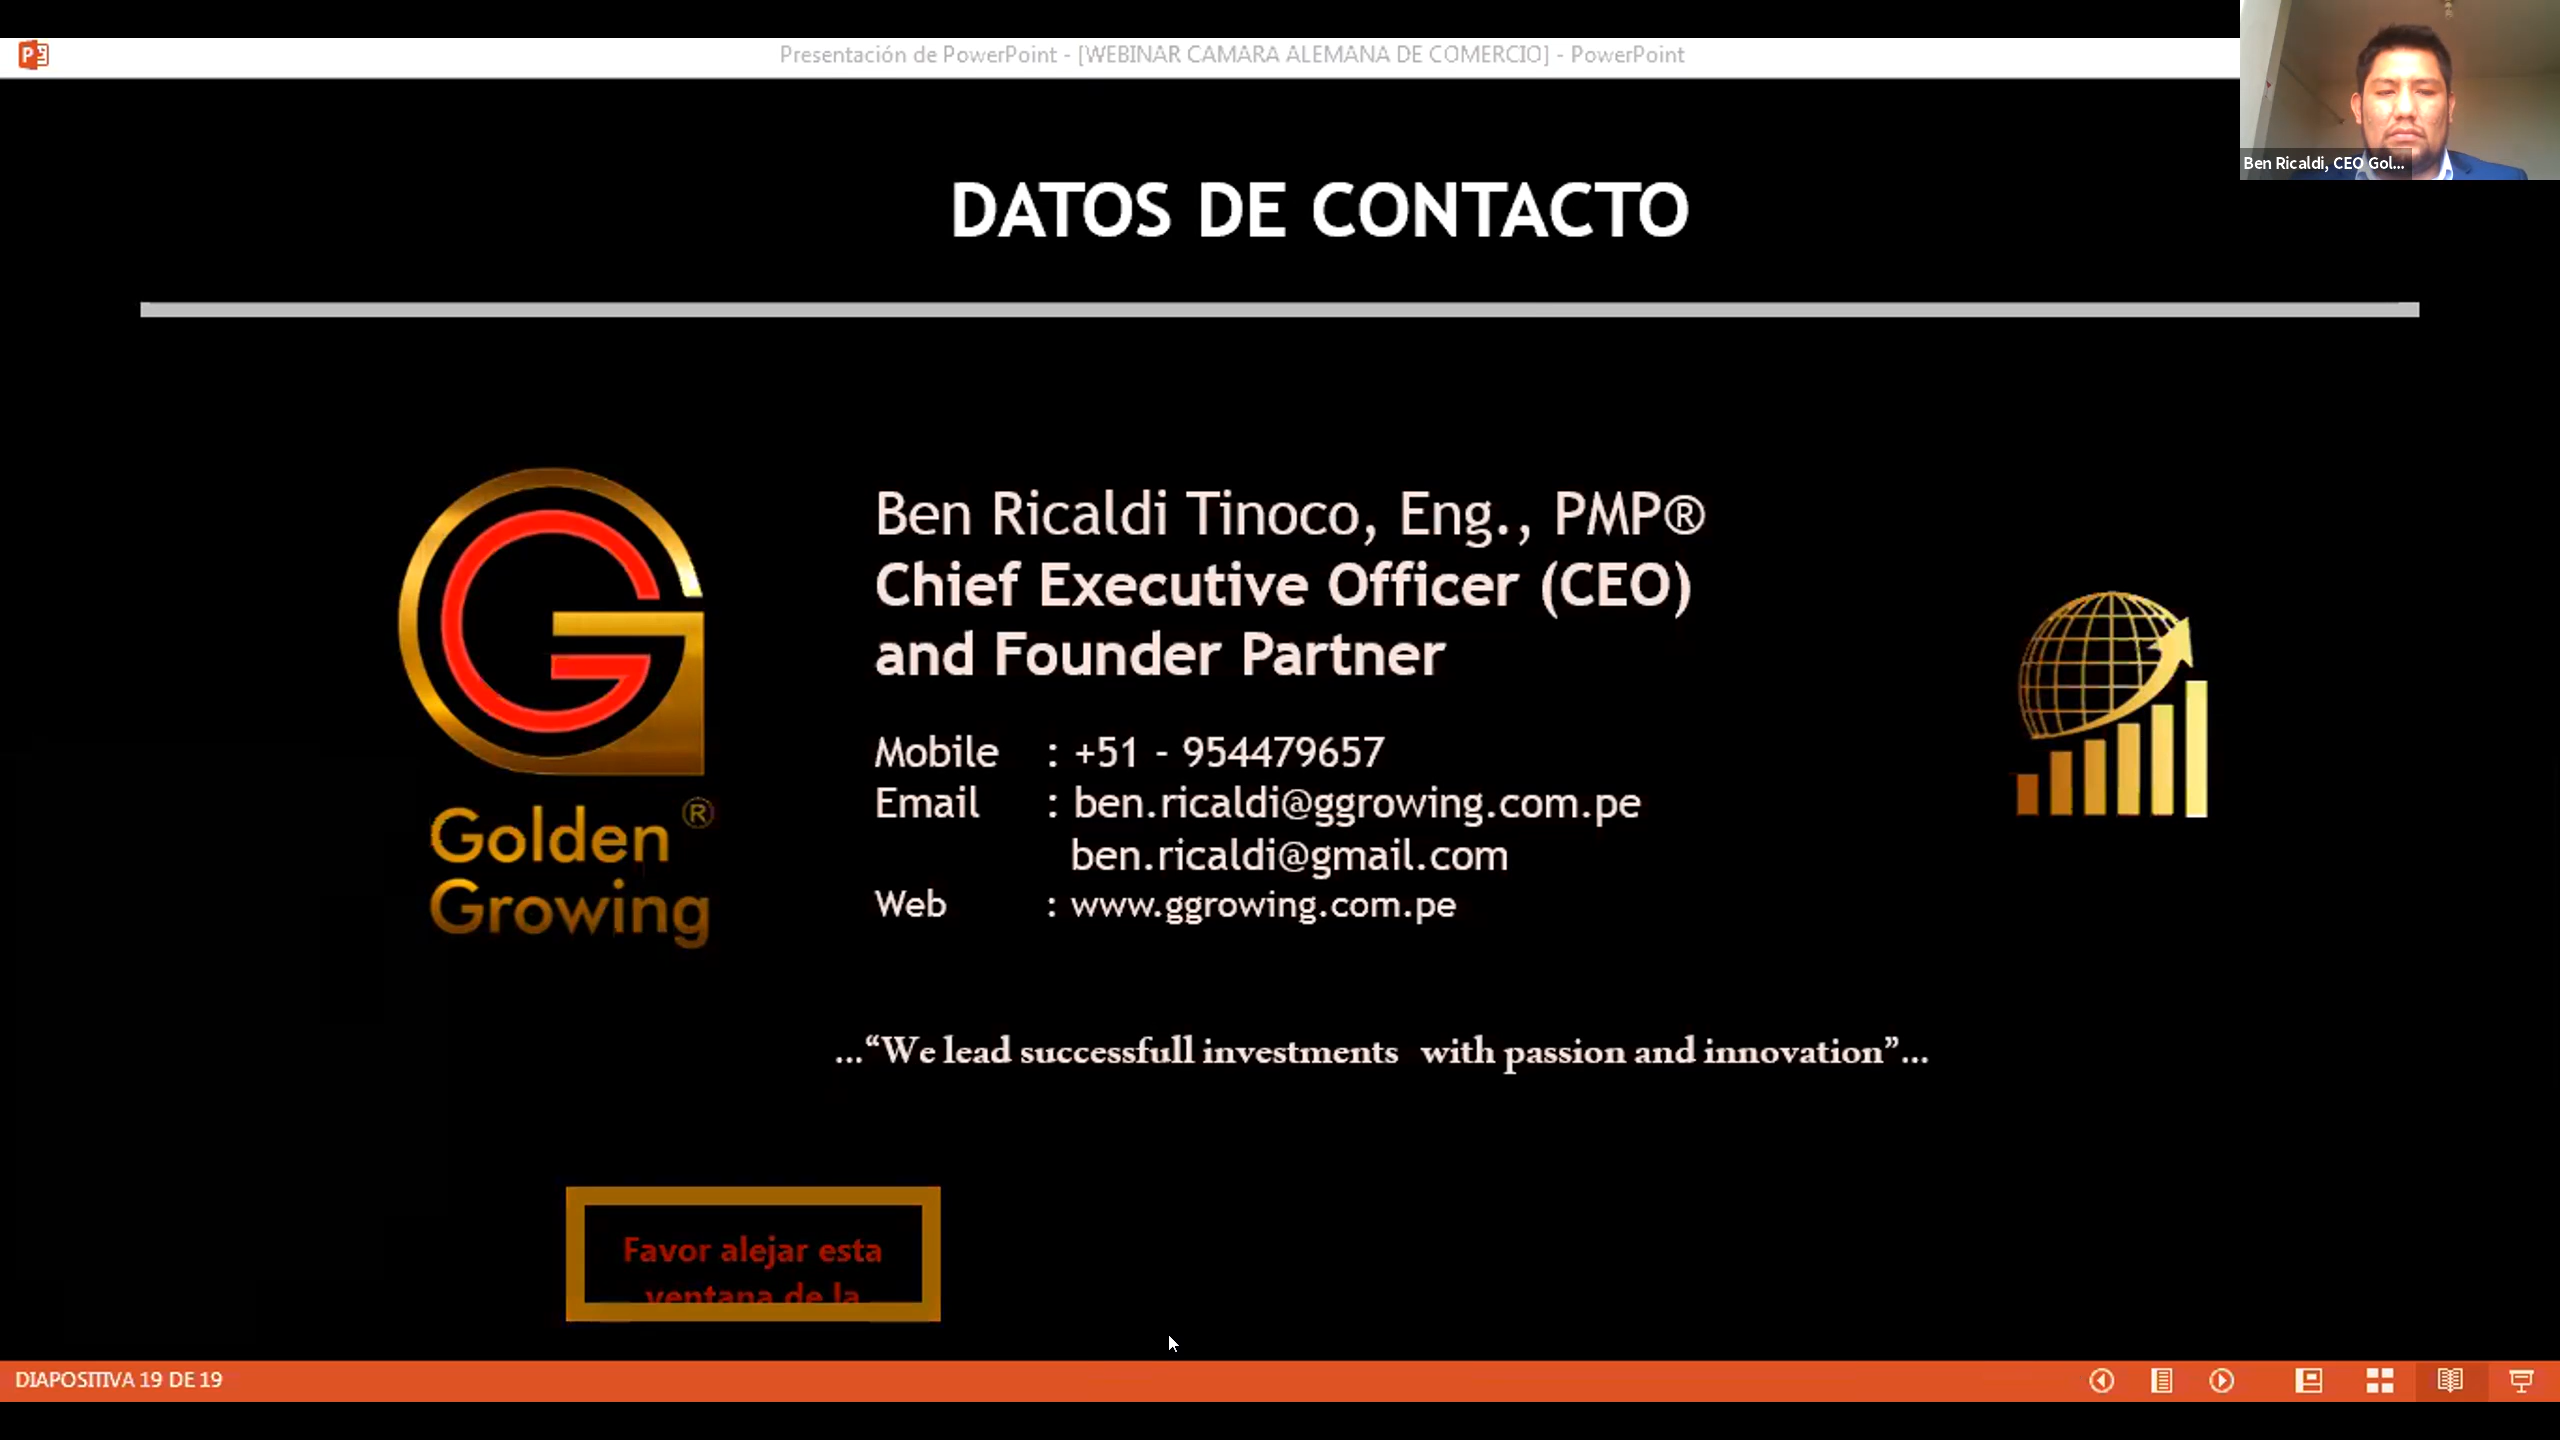 Presentación de PowerPoint - [WEBINAR CAMARA ALEMANA DE COMERCIO] - PowerPoint
Ben Ricaldi, CEO Gol...
DATOS DE CONTACTO
Ben Ricaldi Tinoco, Eng., PMP®
Chief Executive Officer (CEO)
and Founder Partner
Mobile : +51 - 954479657
Email : ben.ricaldi@ggrowing.com.pe
ben.ricaldi@gmail.com
Web : www.ggrowing.com.pe
Golden ®
Growing
..."We lead successfull investments with passion and innovation"...
Favor alejar esta
ventana de la
DIAPOSITIVA 19 DE 19